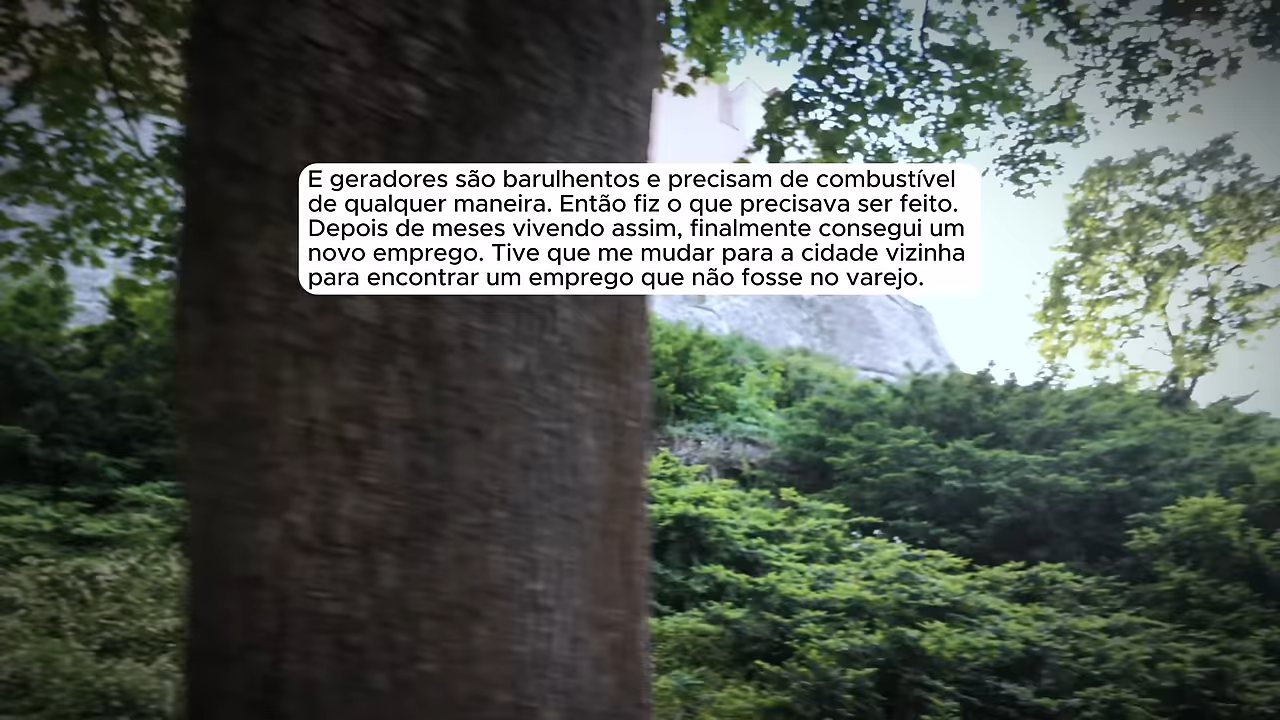 E geradores são barulhentos e precisam de combustível
de qualquer maneira. Então fiz o que precisava ser feito.
Depois de meses vivendo assim, finalmente consegui um
novo emprego. Tive que me mudar para a cidade vizinha
para encontrar um emprego que não fosse no varejo.